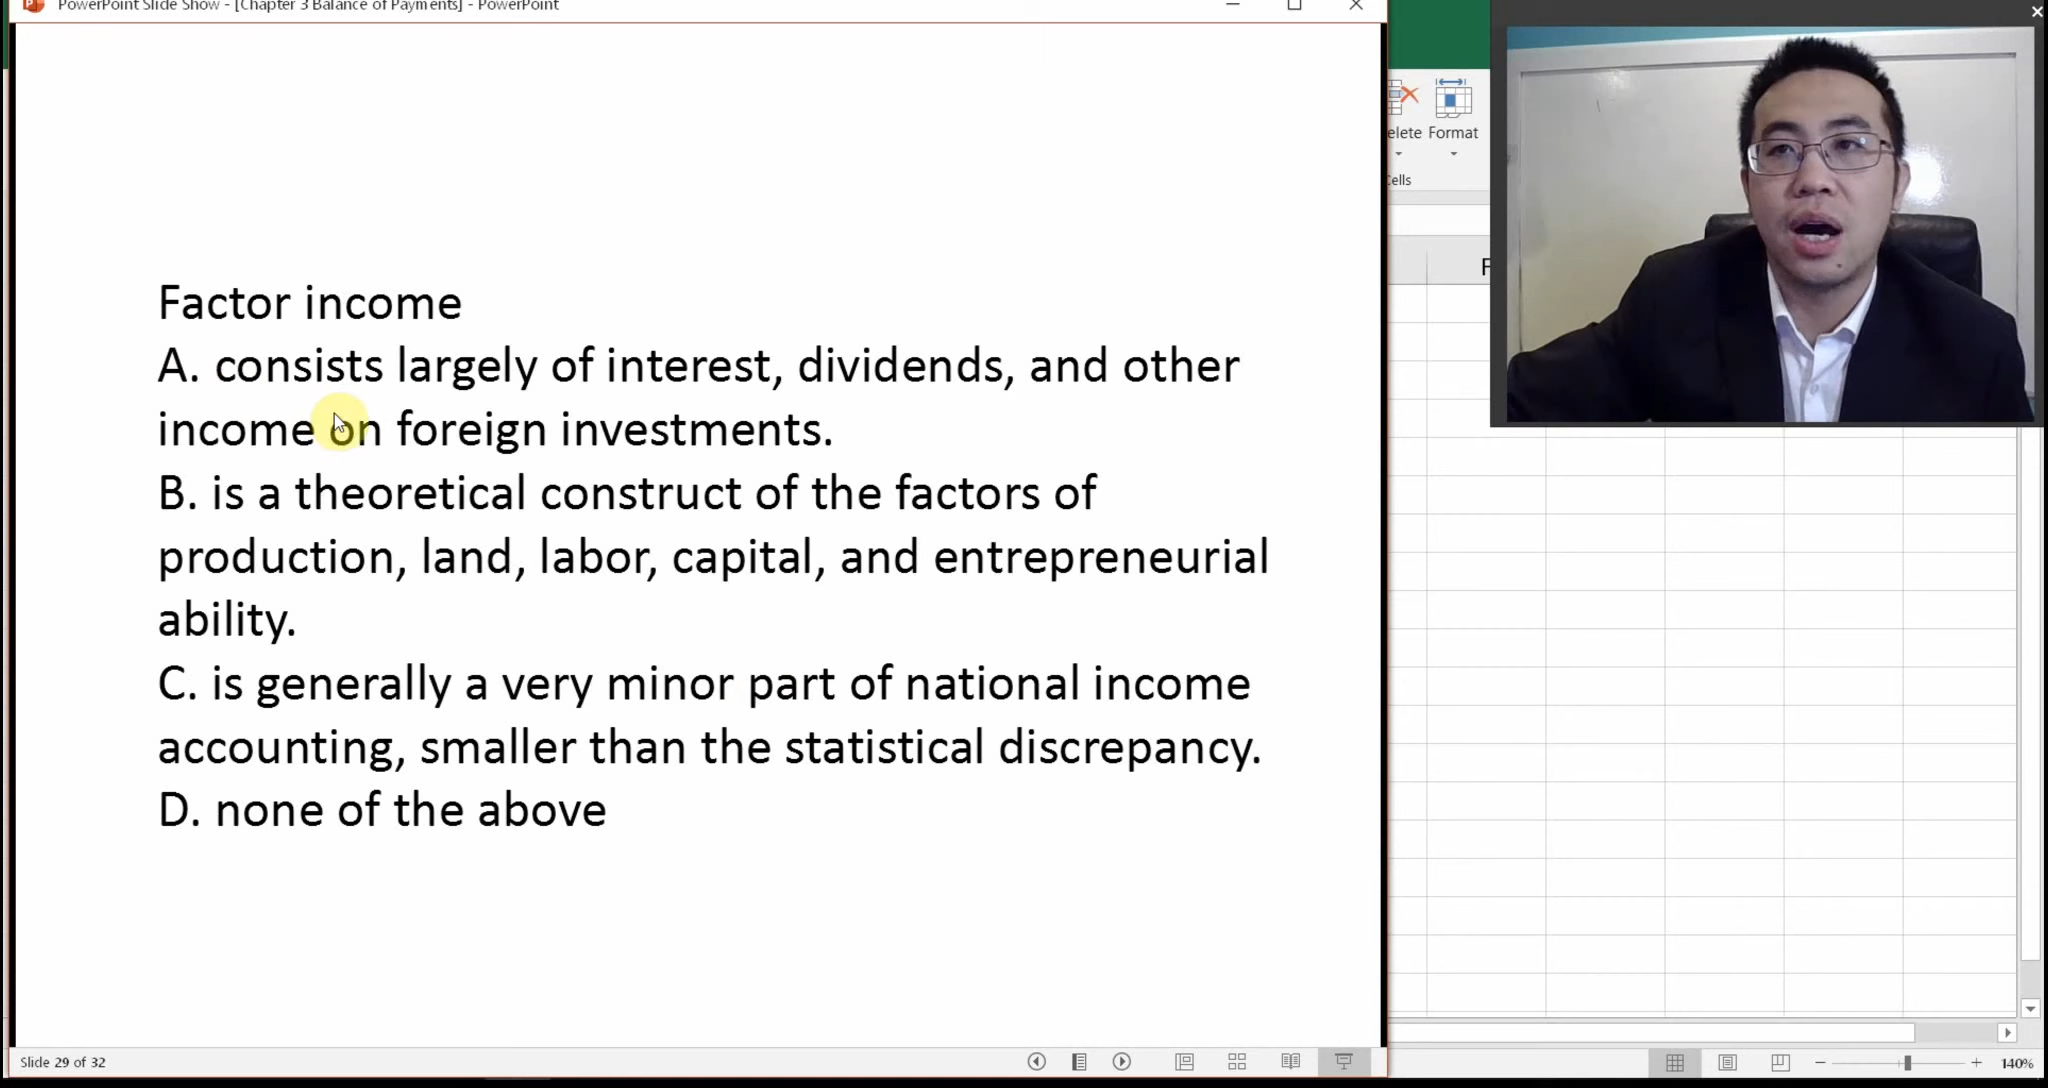 PowerPoint Slide Show - [Chapter 3 Balance of Payments] - PowerPoint
Factor income
A. consists largely of interest, dividends, and other
income on foreign investments.
B. is a theoretical construct of the factors of
production, land, labor, capital, and entrepreneurial
ability.
C. is generally a very minor part of national income
accounting, smaller than the statistical discrepancy.
D. none of the above
Slide 29 of 32
elete Format
Cells
F
140%